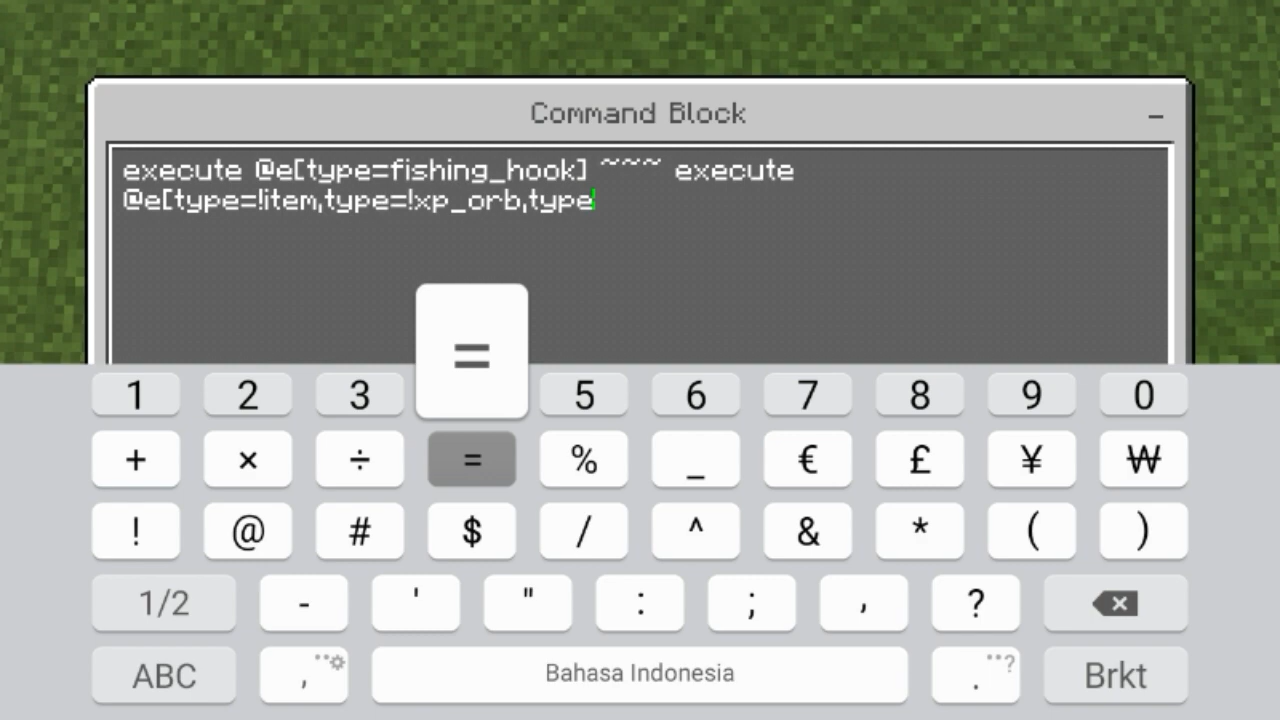 Command Block
execute @e[type=fishing_hook] ~~~ execute
@e[type=!item,type=!xp_orb,type
=
1 2 3 5 6 7 8 9 0
+ × ÷ = % _ € £ ¥ ₩
! @ # $ / ^ & * ( )
1/2 - ' " : ; , ?
ABC , Bahasa Indonesia . ? Brkt